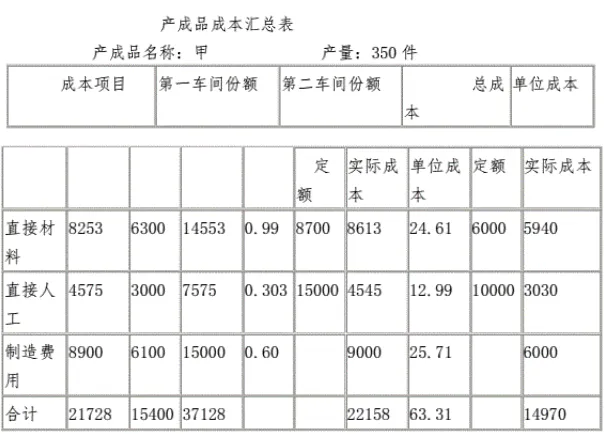 产成品成本汇总表
产成品名称：甲 产量：350 件
成本项目 第一车间份额 第二车间份额 总成本 单位成本
定额 实际成本 单位成本 定额 实际成本
直接材料 8253 6300 14553 0.99 8700 8613 24.61 6000 5940
直接人工 4575 3000 7575 0.303 15000 4545 12.99 10000 3030
制造费用 8900 6100 15000 0.60 9000 25.71 6000
合计 21728 15400 37128 22158 63.31 14970